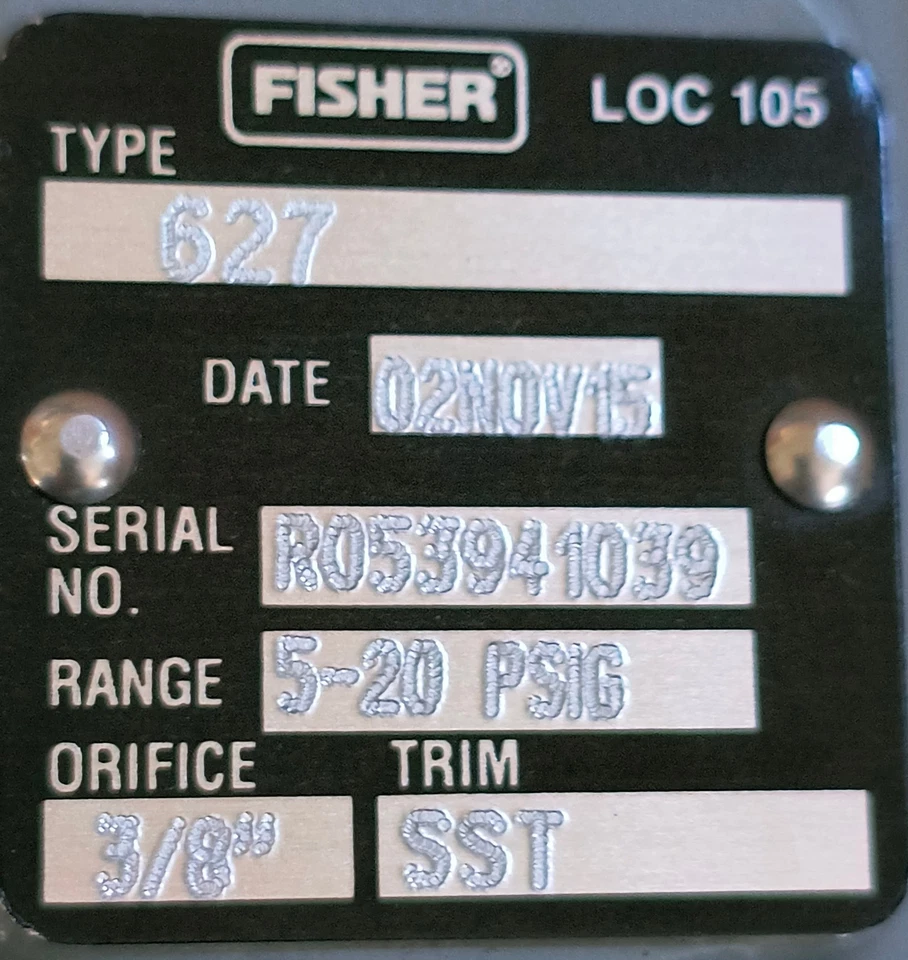 FISHER® LOC 105
TYPE
627
DATE 02NOV15
SERIAL
NO. R053941039
RANGE 5-20 PSIG
ORIFICE TRIM
3/8" SST